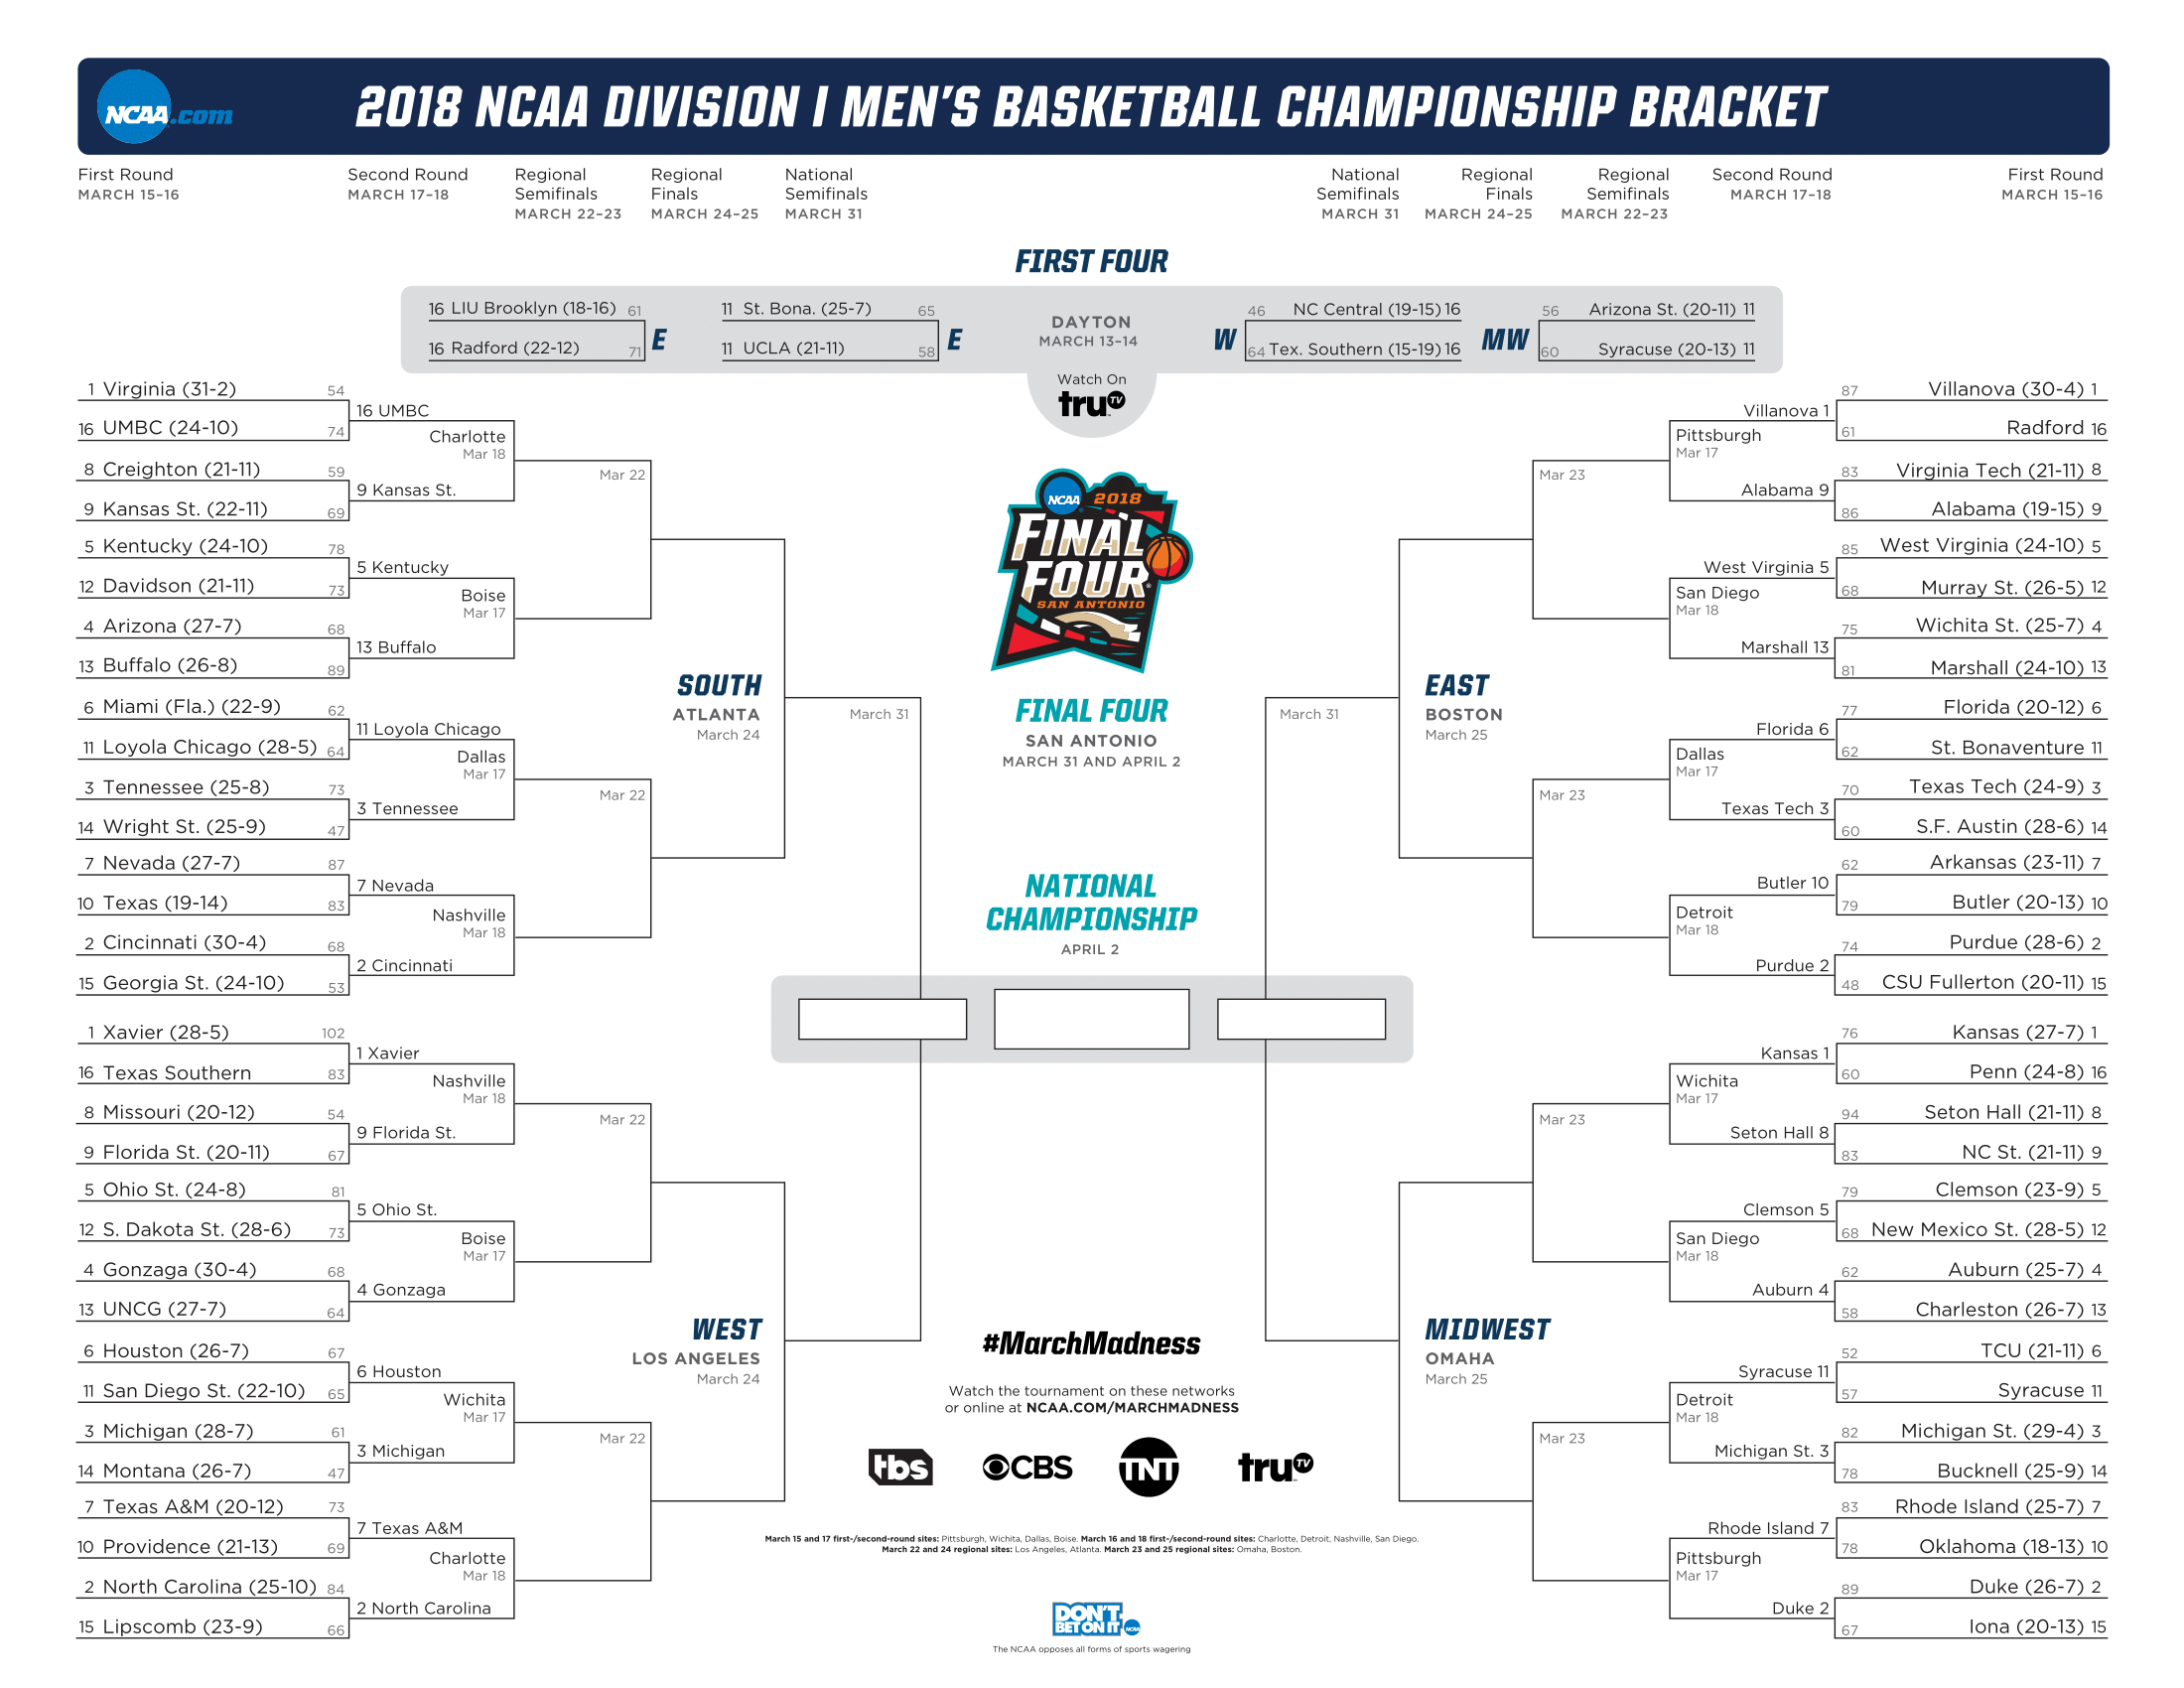 NCAA.com
2018 NCAA DIVISION I MEN'S BASKETBALL CHAMPIONSHIP BRACKET
First Round
MARCH 15–16
Second Round
MARCH 17–18
Regional
Semifinals
MARCH 22–23
Regional
Finals
MARCH 24–25
National
Semifinals
MARCH 31
National
Semifinals
MARCH 31
Regional
Finals
MARCH 24–25
Regional
Semifinals
MARCH 22–23
Second Round
MARCH 17–18
First Round
MARCH 15–16
FIRST FOUR
16 LIU Brooklyn (18-16) 61
16 Radford (22-12) 71
E
11 St. Bona. (25-7) 65
11 UCLA (21-11) 58
E
DAYTON
MARCH 13–14
W
46 NC Central (19-15) 16
64 Tex. Southern (15-19) 16
MW
56 Arizona St. (20-11) 11
60 Syracuse (20-13) 11
Watch On
truTV
1 Virginia (31-2) 54
16 UMBC (24-10) 74
8 Creighton (21-11) 59
9 Kansas St. (22-11) 69
5 Kentucky (24-10) 78
12 Davidson (21-11) 73
4 Arizona (27-7) 68
13 Buffalo (26-8) 89
6 Miami (Fla.) (22-9) 62
11 Loyola Chicago (28-5) 64
3 Tennessee (25-8) 73
14 Wright St. (25-9) 47
7 Nevada (27-7) 87
10 Texas (19-14) 83
2 Cincinnati (30-4) 68
15 Georgia St. (24-10) 53
16 UMBC
Charlotte
Mar 18
9 Kansas St.
5 Kentucky
Boise
Mar 17
13 Buffalo
11 Loyola Chicago
Dallas
Mar 17
3 Tennessee
7 Nevada
Nashville
Mar 18
2 Cincinnati
Mar 22
Mar 22
SOUTH
ATLANTA
March 24
March 31
1 Xavier (28-5) 102
16 Texas Southern 83
8 Missouri (20-12) 54
9 Florida St. (20-11) 67
5 Ohio St. (24-8) 81
12 S. Dakota St. (28-6) 73
4 Gonzaga (30-4) 68
13 UNCG (27-7) 64
6 Houston (26-7) 67
11 San Diego St. (22-10) 65
3 Michigan (28-7) 61
14 Montana (26-7) 47
7 Texas A&M (20-12) 73
10 Providence (21-13) 69
2 North Carolina (25-10) 84
15 Lipscomb (23-9) 66
1 Xavier
Nashville
Mar 18
9 Florida St.
5 Ohio St.
Boise
Mar 17
4 Gonzaga
6 Houston
Wichita
Mar 17
3 Michigan
7 Texas A&M
Charlotte
Mar 18
2 North Carolina
Mar 22
Mar 22
WEST
LOS ANGELES
March 24
NCAA 2018
FINAL
FOUR
SAN ANTONIO
FINAL FOUR
SAN ANTONIO
MARCH 31 AND APRIL 2
NATIONAL
CHAMPIONSHIP
APRIL 2
#MarchMadness
Watch the tournament on these networks
or online at NCAA.COM/MARCHMADNESS
tbs CBS TNT truTV
March 15 and 17 first-/second-round sites: Pittsburgh, Wichita, Dallas, Boise. March 16 and 18 first-/second-round sites: Charlotte, Detroit, Nashville, San Diego.
March 22 and 24 regional sites: Los Angeles, Atlanta. March 23 and 25 regional sites: Omaha, Boston.
DON'T
BET ON IT NCAA
The NCAA opposes all forms of sports wagering
March 31
EAST
BOSTON
March 25
Mar 23
Mar 23
Villanova 1
Pittsburgh
Mar 17
Alabama 9
West Virginia 5
San Diego
Mar 18
Marshall 13
Florida 6
Dallas
Mar 17
Texas Tech 3
Butler 10
Detroit
Mar 18
Purdue 2
87 Villanova (30-4) 1
61 Radford 16
83 Virginia Tech (21-11) 8
86 Alabama (19-15) 9
85 West Virginia (24-10) 5
68 Murray St. (26-5) 12
75 Wichita St. (25-7) 4
81 Marshall (24-10) 13
77 Florida (20-12) 6
62 St. Bonaventure 11
70 Texas Tech (24-9) 3
60 S.F. Austin (28-6) 14
62 Arkansas (23-11) 7
79 Butler (20-13) 10
74 Purdue (28-6) 2
48 CSU Fullerton (20-11) 15
MIDWEST
OMAHA
March 25
Mar 23
Mar 23
Kansas 1
Wichita
Mar 17
Seton Hall 8
Clemson 5
San Diego
Mar 18
Auburn 4
Syracuse 11
Detroit
Mar 18
Michigan St. 3
Rhode Island 7
Pittsburgh
Mar 17
Duke 2
76 Kansas (27-7) 1
60 Penn (24-8) 16
94 Seton Hall (21-11) 8
83 NC St. (21-11) 9
79 Clemson (23-9) 5
68 New Mexico St. (28-5) 12
62 Auburn (25-7) 4
58 Charleston (26-7) 13
52 TCU (21-11) 6
57 Syracuse 11
82 Michigan St. (29-4) 3
78 Bucknell (25-9) 14
83 Rhode Island (25-7) 7
78 Oklahoma (18-13) 10
89 Duke (26-7) 2
67 Iona (20-13) 15